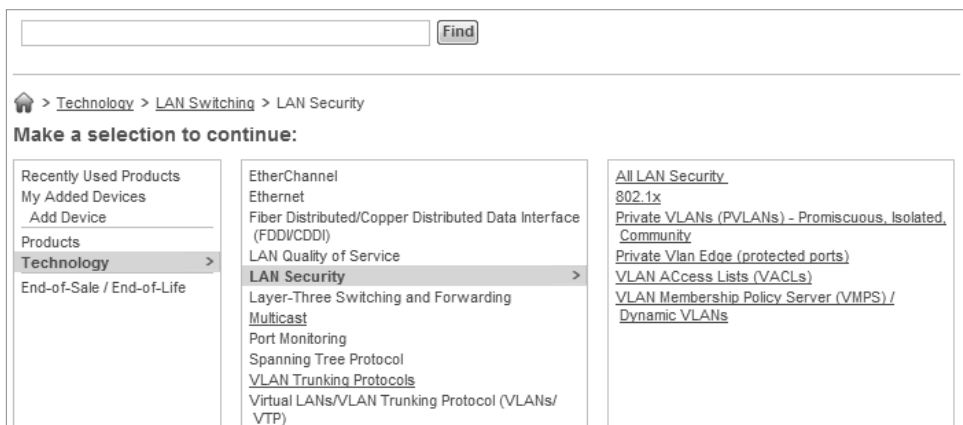 Find
> Technology > LAN Switching > LAN Security
Make a selection to continue:
Recently Used Products
My Added Devices
Add Device
Products
Technology >
End-of-Sale / End-of-Life
EtherChannel
Ethernet
Fiber Distributed/Copper Distributed Data Interface
(FDDI/CDDI)
LAN Quality of Service
LAN Security >
Layer-Three Switching and Forwarding
Multicast
Port Monitoring
Spanning Tree Protocol
VLAN Trunking Protocols
Virtual LANs/VLAN Trunking Protocol (VLANs/
VTP)
All LAN Security
802.1x
Private VLANs (PVLANs) - Promiscuous, Isolated,
Community
Private Vlan Edge (protected ports)
VLAN ACcess Lists (VACLs)
VLAN Membership Policy Server (VMPS) /
Dynamic VLANs